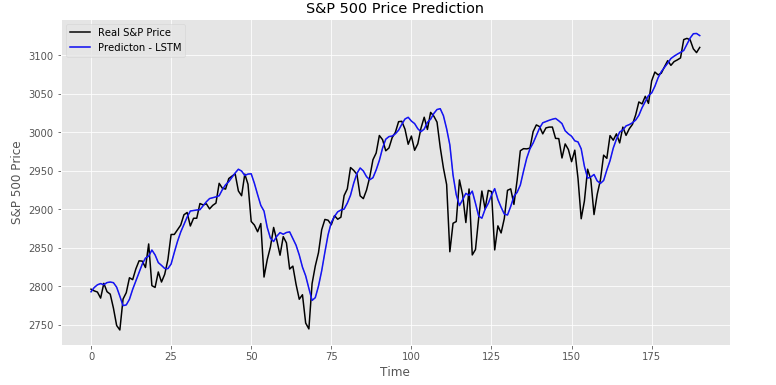 S&P 500 Price Prediction
Real S&P Price
Predicton - LSTM
3100
3050
3000
2950
2900
2850
2800
2750
S&P 500 Price
0 25 50 75 100 125 150 175
Time